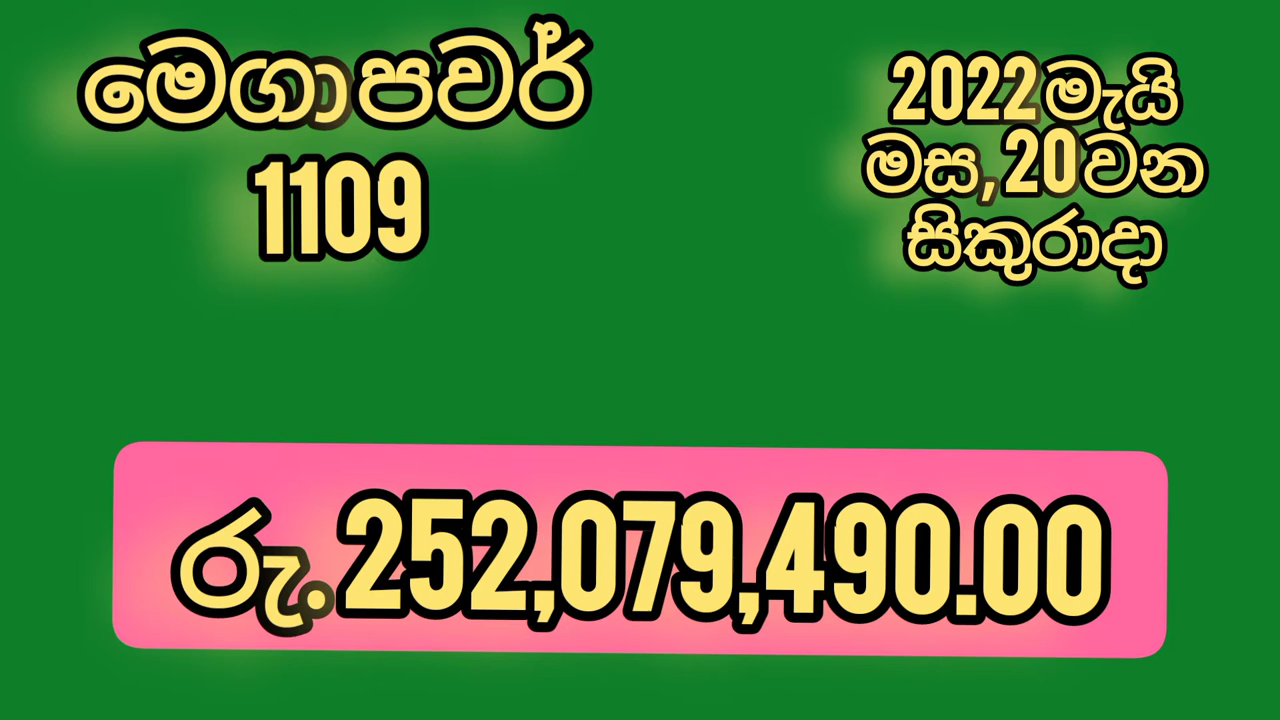 මෙගා පවර්
1109
2022 මැයි
මස, 20 වන
සිකුරාදා
රු. 252,079,490.00